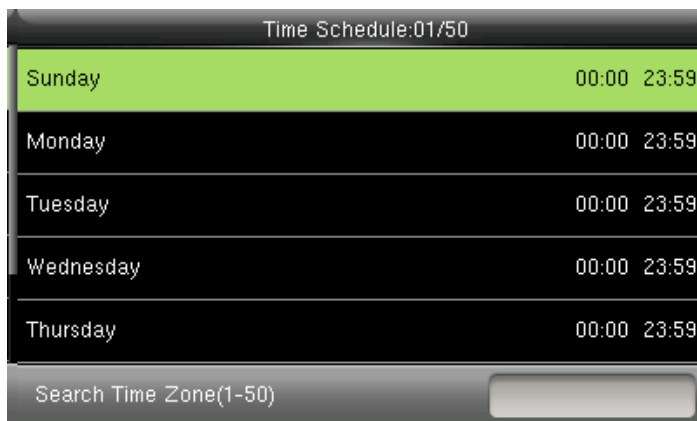 Time Schedule:01/50
Sunday 00:00 23:59
Monday 00:00 23:59
Tuesday 00:00 23:59
Wednesday 00:00 23:59
Thursday 00:00 23:59
Search Time Zone(1-50)